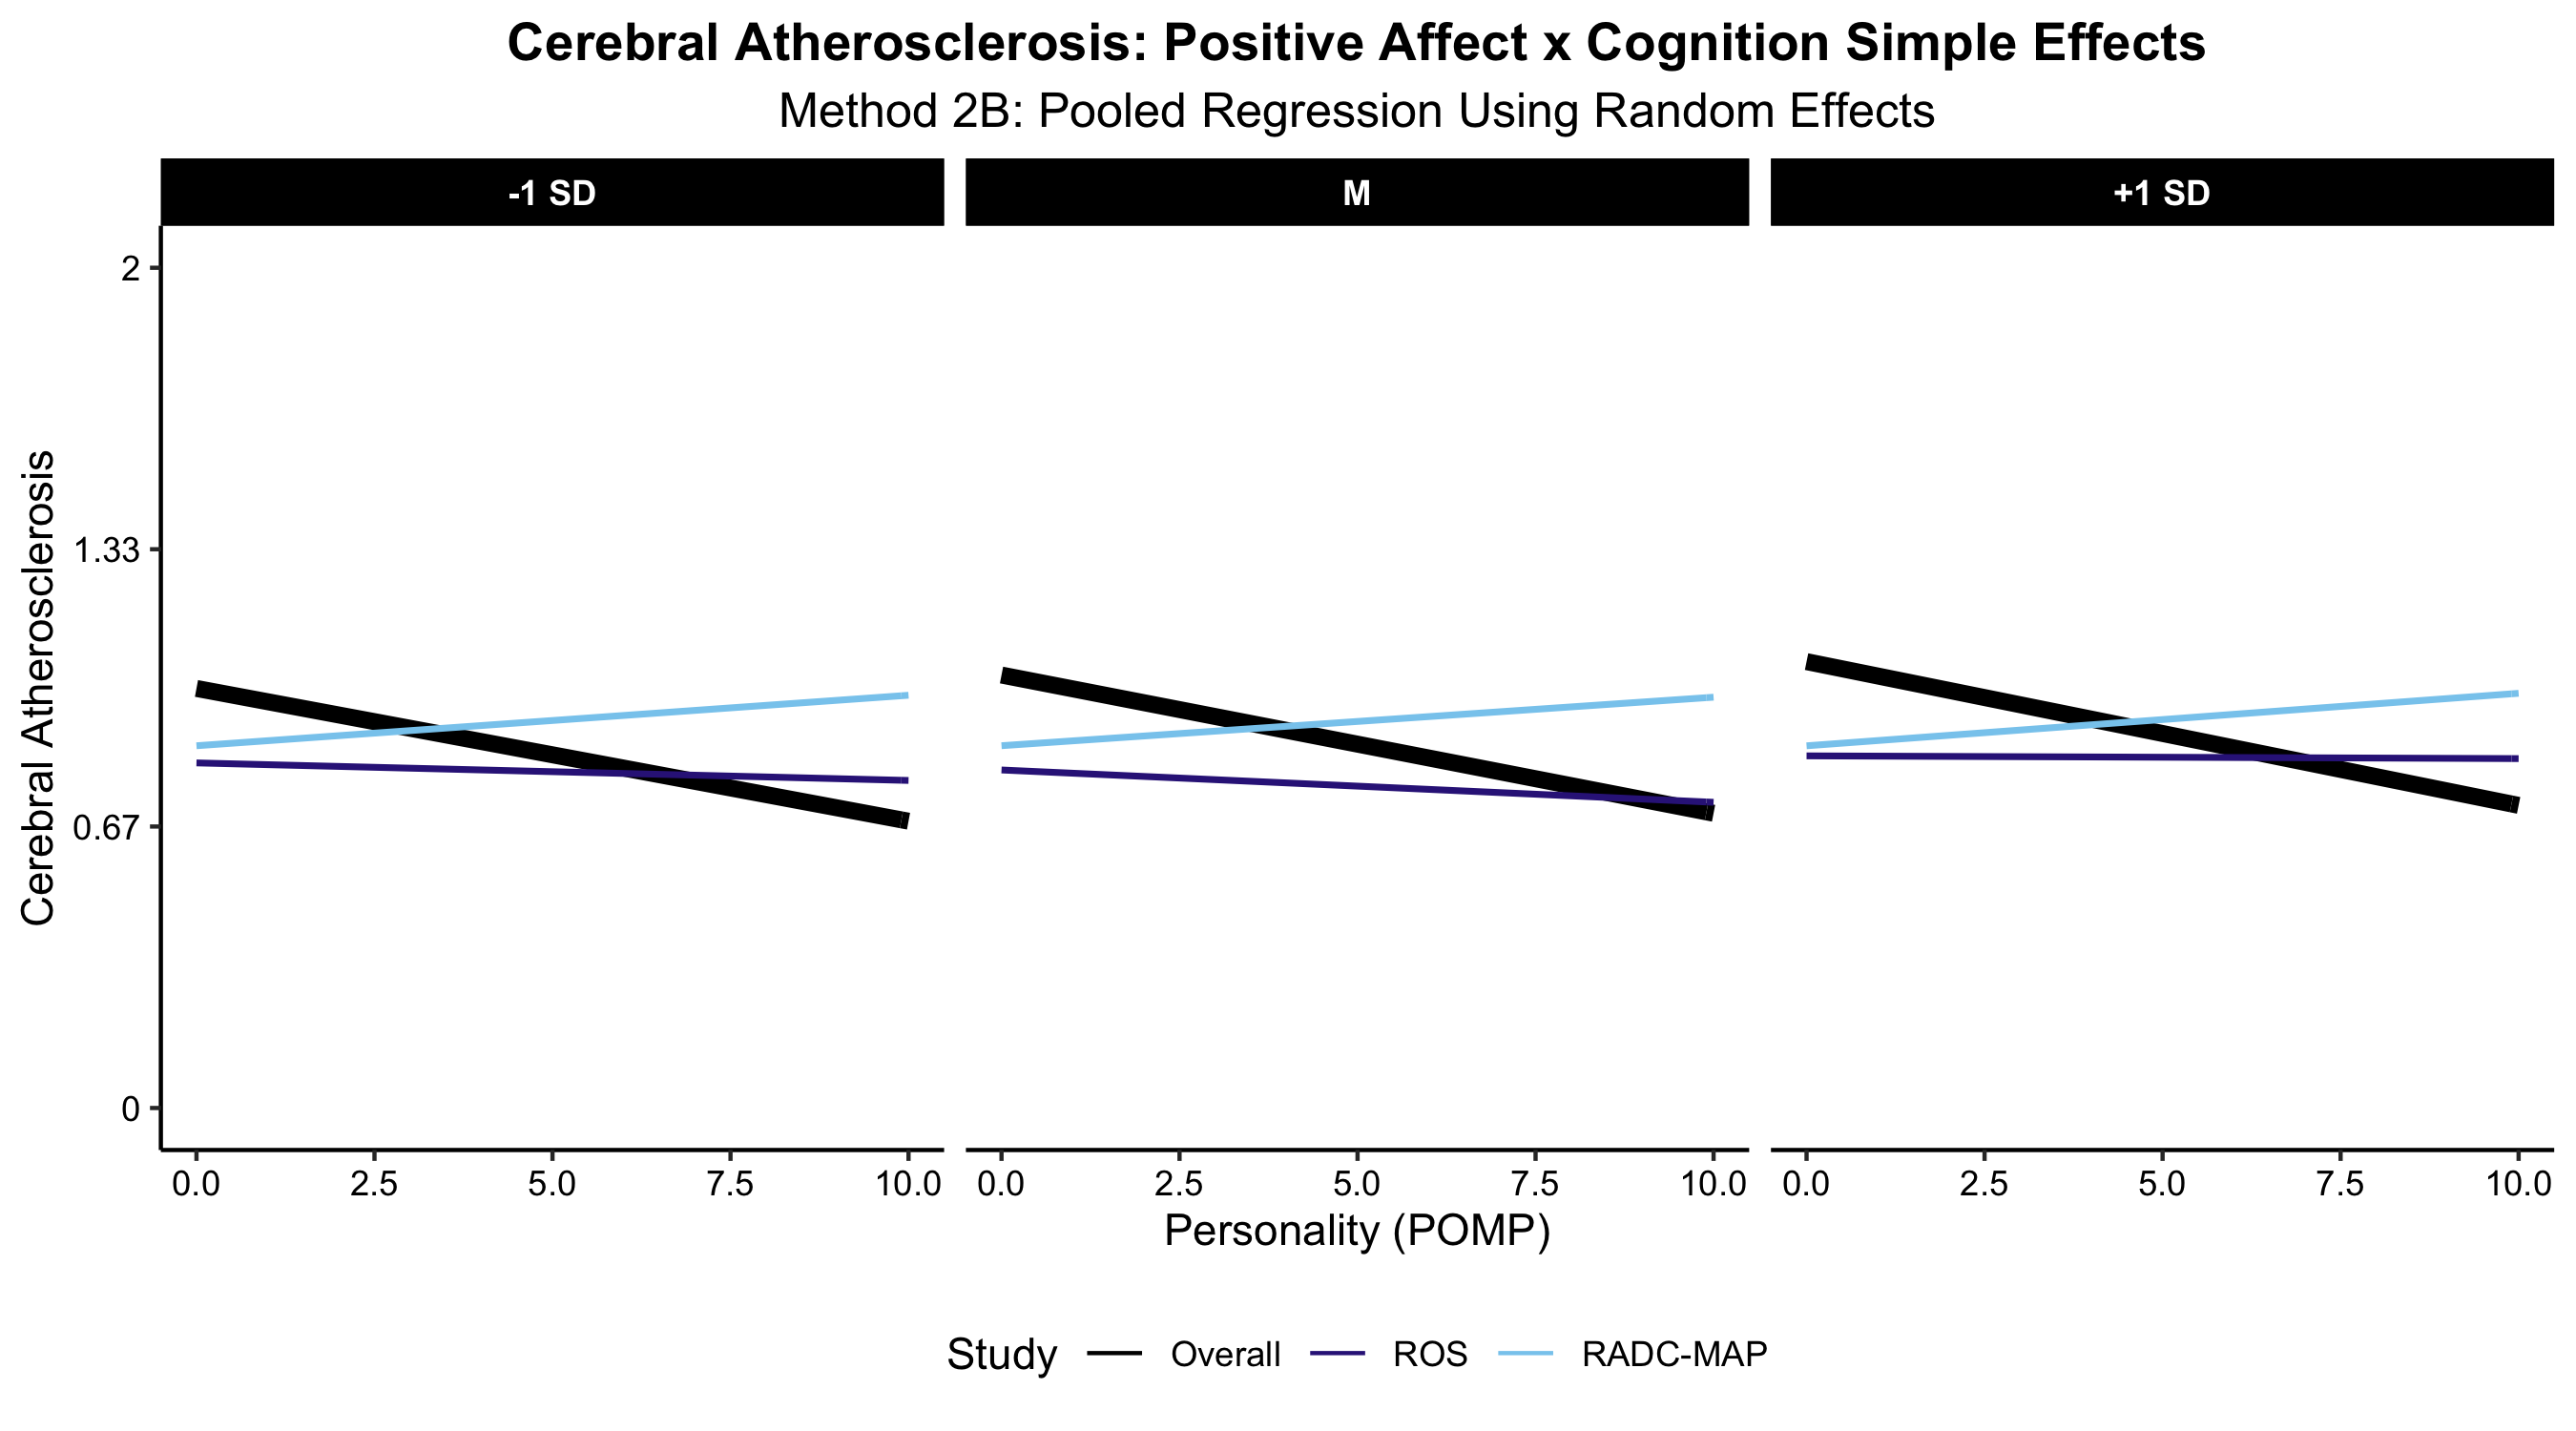 Cerebral Atherosclerosis: Positive Affect x Cognition Simple Effects
Method 2B: Pooled Regression Using Random Effects
-1 SD M +1 SD
Cerebral Atherosclerosis
2
1.33
0.67
0
0.0 2.5 5.0 7.5 10.0 0.0 2.5 5.0 7.5 10.0 0.0 2.5 5.0 7.5 10.0
Personality (POMP)
Study Overall ROS RADC-MAP